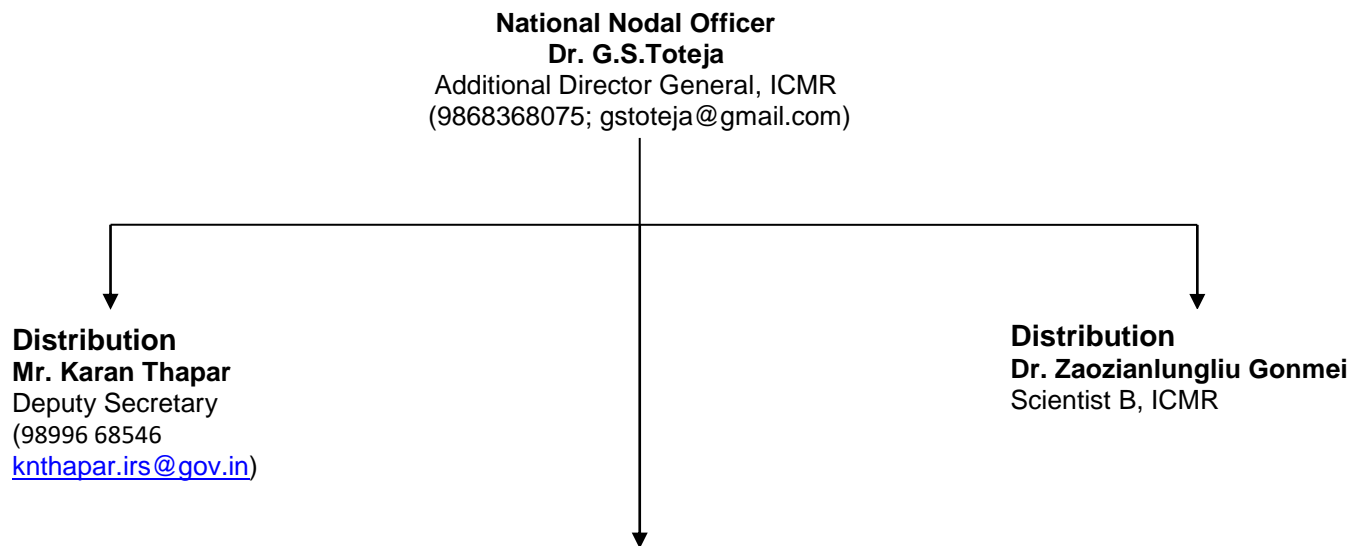 National Nodal Officer
Dr. G.S.Toteja
Additional Director General, ICMR
(9868368075; gstoteja@gmail.com)
Distribution
Mr. Karan Thapar
Deputy Secretary
(98996 68546
knthapar.irs@gov.in)
Distribution
Dr. Zaozianlungliu Gonmei
Scientist B, ICMR